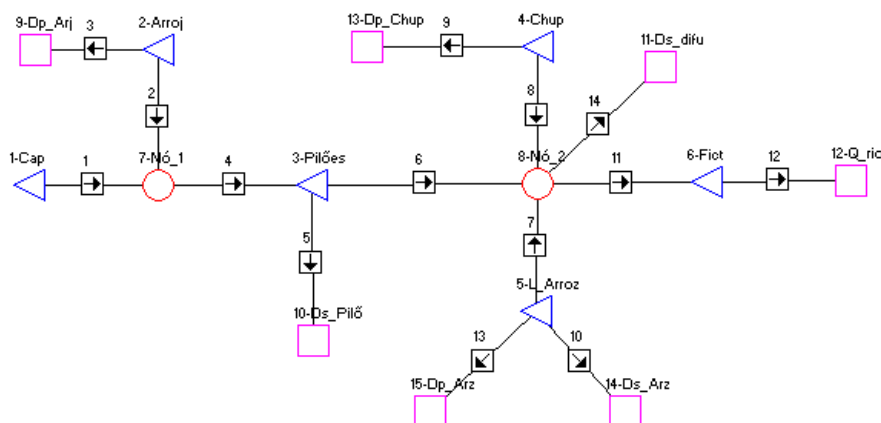 9-Dp_Arj
3
2-Arroj
13-Dp_Chup
9
4-Chup
11-Ds_difu
2
8
14
1-Cap
1
7-Nó_1
4
3-Pilões
6
8-Nó_2
11
6-Fict
12
12-Q_ric
5
7
10-Ds_Piló
5-L_Arroz
13
10
15-Dp_Arz
14-Ds_Arz